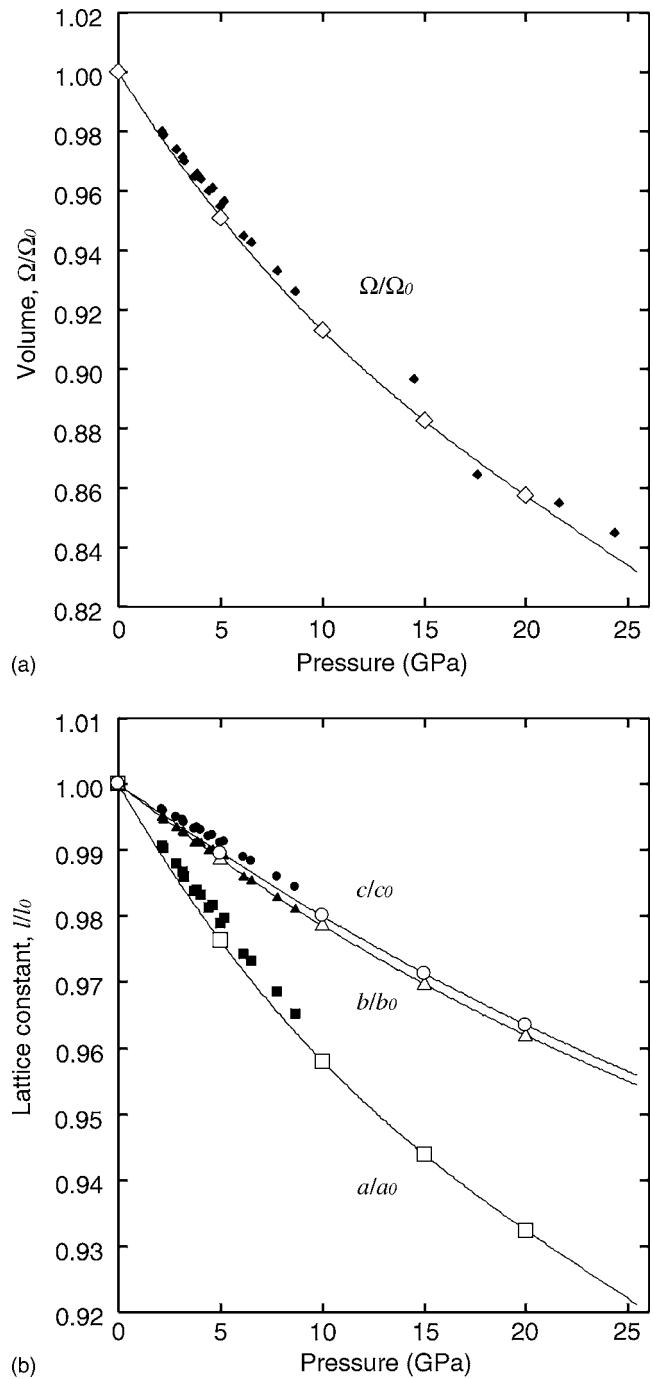 1.02
1.00
0.98
0.96
0.94
0.92
0.90
0.88
0.86
0.84
0.82
Volume, Ω/Ω0
Ω/Ω0
0 5 10 15 20 25
Pressure (GPa)
(a)
1.01
1.00
0.99
0.98
0.97
0.96
0.95
0.94
0.93
0.92
Lattice constant, l/l0
c/c0
b/b0
a/a0
0 5 10 15 20 25
Pressure (GPa)
(b)